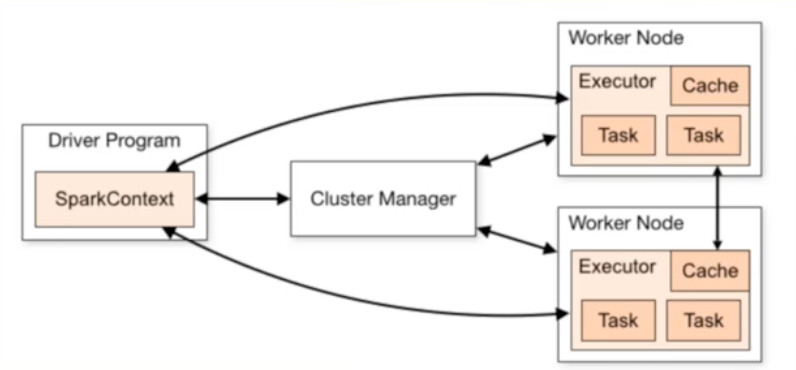 Worker Node
Executor
Cache
Task
Task
Driver Program
SparkContext
Cluster Manager
Worker Node
Executor
Cache
Task
Task